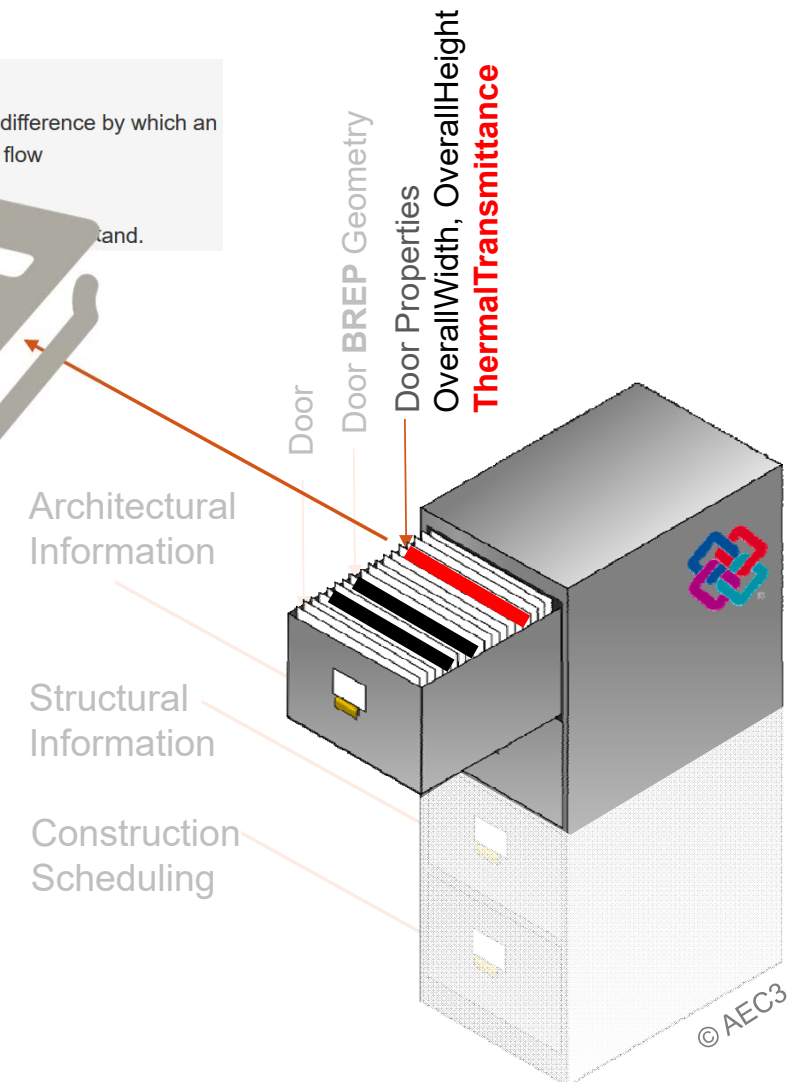 difference by which an
flow
tand.
Door
Door BREP Geometry
Door Properties
OverallWidth, OverallHeight
ThermalTransmittance
Architectural
Information
Structural
Information
Construction
Scheduling
© AEC3